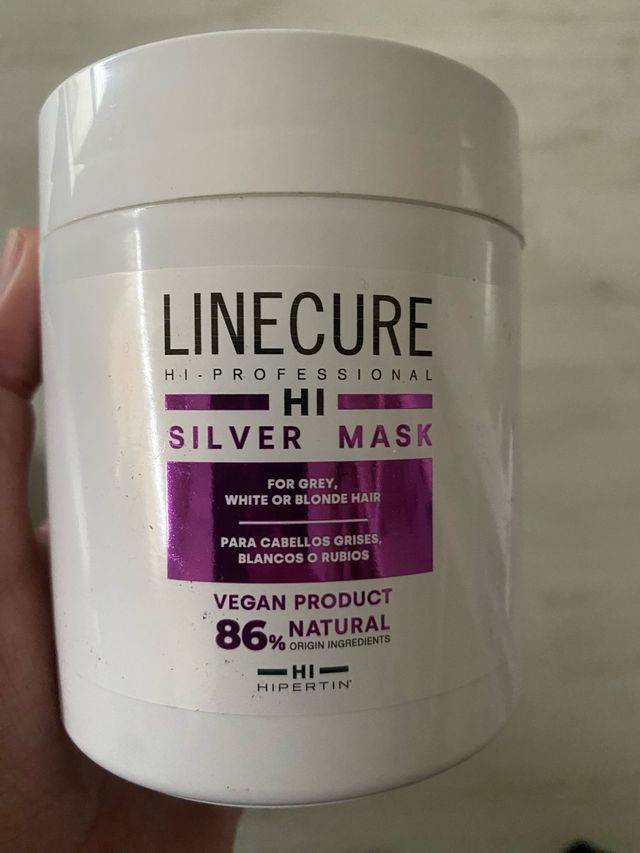 LINECURE
HI-PROFESSIONAL
HI
SILVER MASK
FOR GREY,
WHITE OR BLONDE HAIR
PARA CABELLOS GRISES,
BLANCOS O RUBIOS
VEGAN PRODUCT
86% NATURAL
ORIGIN INGREDIENTS
HI
HIPERTIN